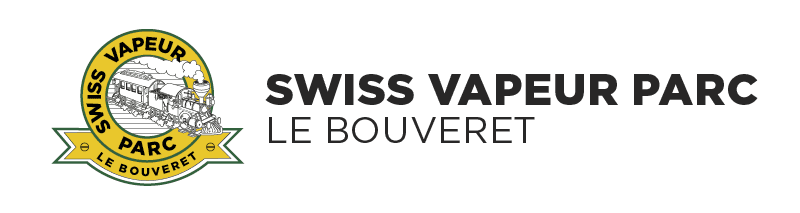 SWISS VAPEUR
PARC
LE BOUVERET
SWISS VAPEUR PARC
LE BOUVERET